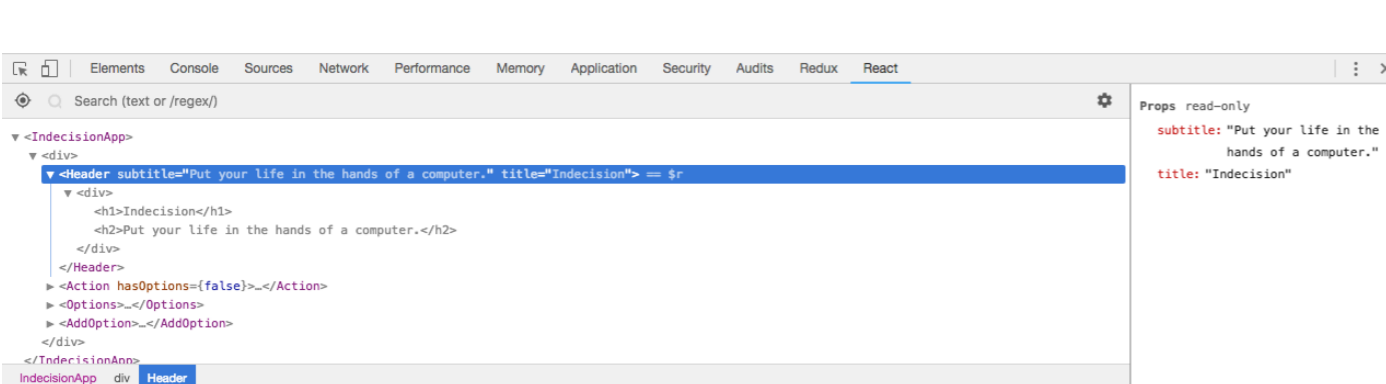 Elements Console Sources Network Performance Memory Application Security Audits Redux React
Search (text or /regex/)
▼ <IndecisionApp>
▼ <div>
▼ <Header subtitle="Put your life in the hands of a computer." title="Indecision"> == $r
▼ <div>
<h1>Indecision</h1>
<h2>Put your life in the hands of a computer.</h2>
</div>
</Header>
▶ <Action hasOptions={false}>…</Action>
▶ <Options>…</Options>
▶ <AddOption>…</AddOption>
</div>
</IndecisionApp>
IndecisionApp div Header
Props read-only
subtitle: "Put your life in the
hands of a computer."
title: "Indecision"